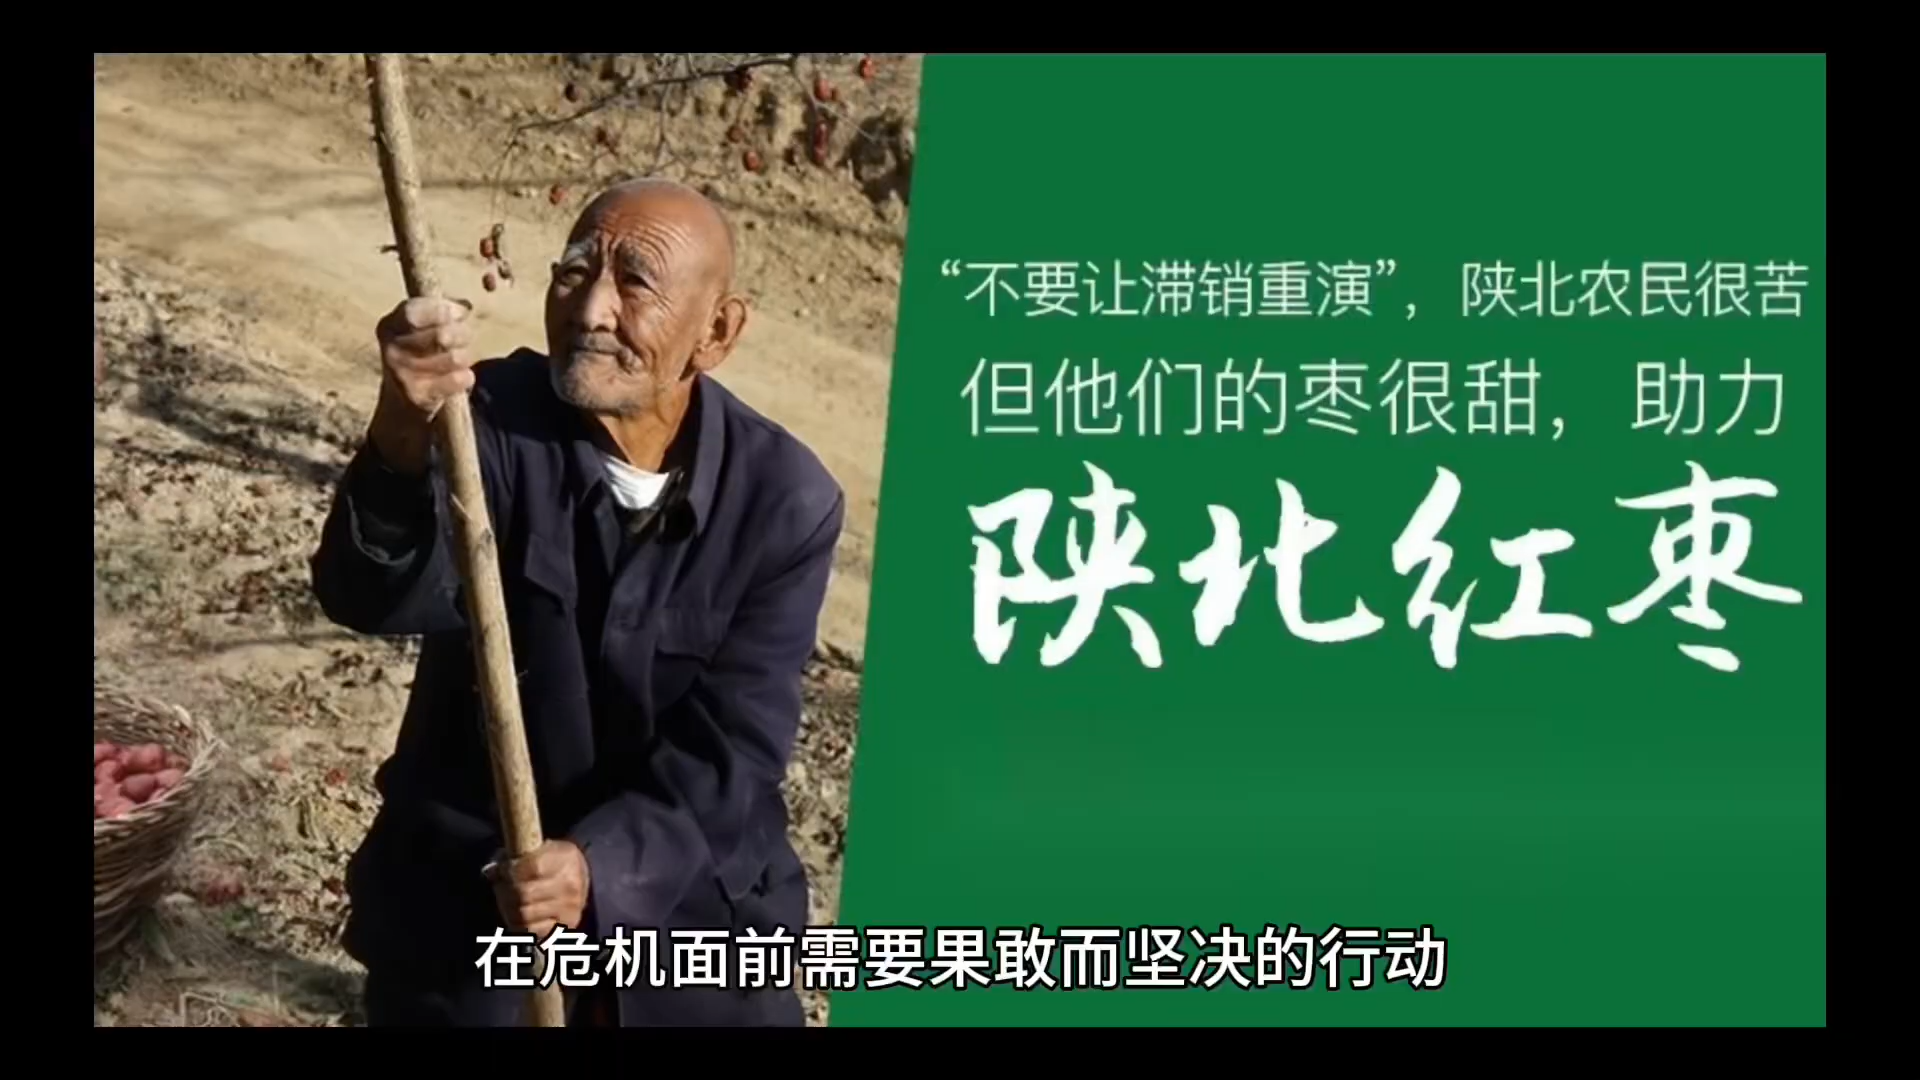 “不要让滞销重演”，陕北农民很苦
但他们的枣很甜，助力
陕北红枣
在危机面前需要果敢而坚决的行动